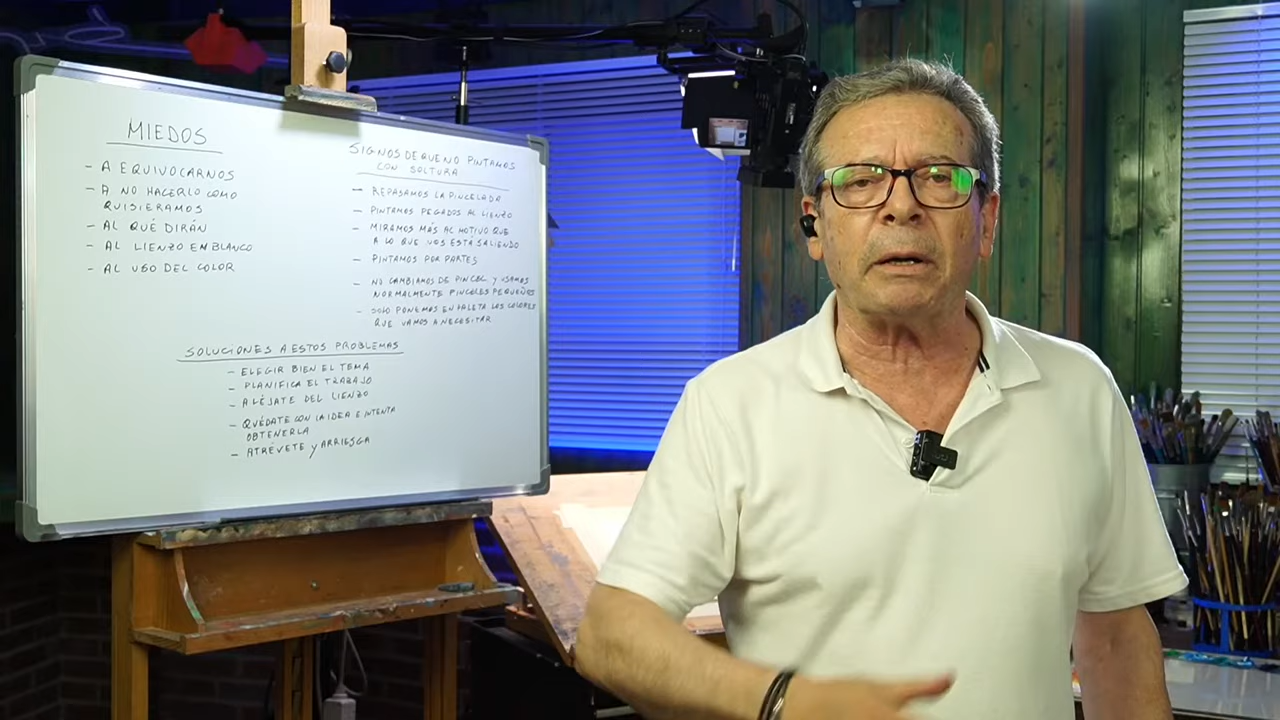 MIEDOS
- A EQUIVOCARNOS
- A NO HACERLO COMO
QUISIERAMOS
- AL QUÉ DIRÁN
- AL LIENZO EN BLANCO
- AL USO DEL COLOR
SIGNOS DE QUE NO PINTAMOS
CON SOLTURA
- REPASAMOS LA PINCELADA
- PINTAMOS PEGADOS AL LIENZO
- MIRAMOS MÁS AL MOTIVO QUE
A LO QUE NOS ESTÁ SALIENDO
- PINTAMOS POR PARTES
- NO CAMBIAMOS DE PINCEL Y USAMOS
NORMALMENTE PINCELES PEQUEÑOS
- SOLO PONEMOS EN PALETA LOS COLORES
QUE VAMOS A NECESITAR
SOLUCIONES A ESTOS PROBLEMAS
- ELEGIR BIEN EL TEMA
- PLANIFICA EL TRABAJO
- ALÉJATE DEL LIENZO
- QUÉDATE CON LA IDEA E INTENTA
OBTENERLA
- ATRÉVETE Y ARRIESGA